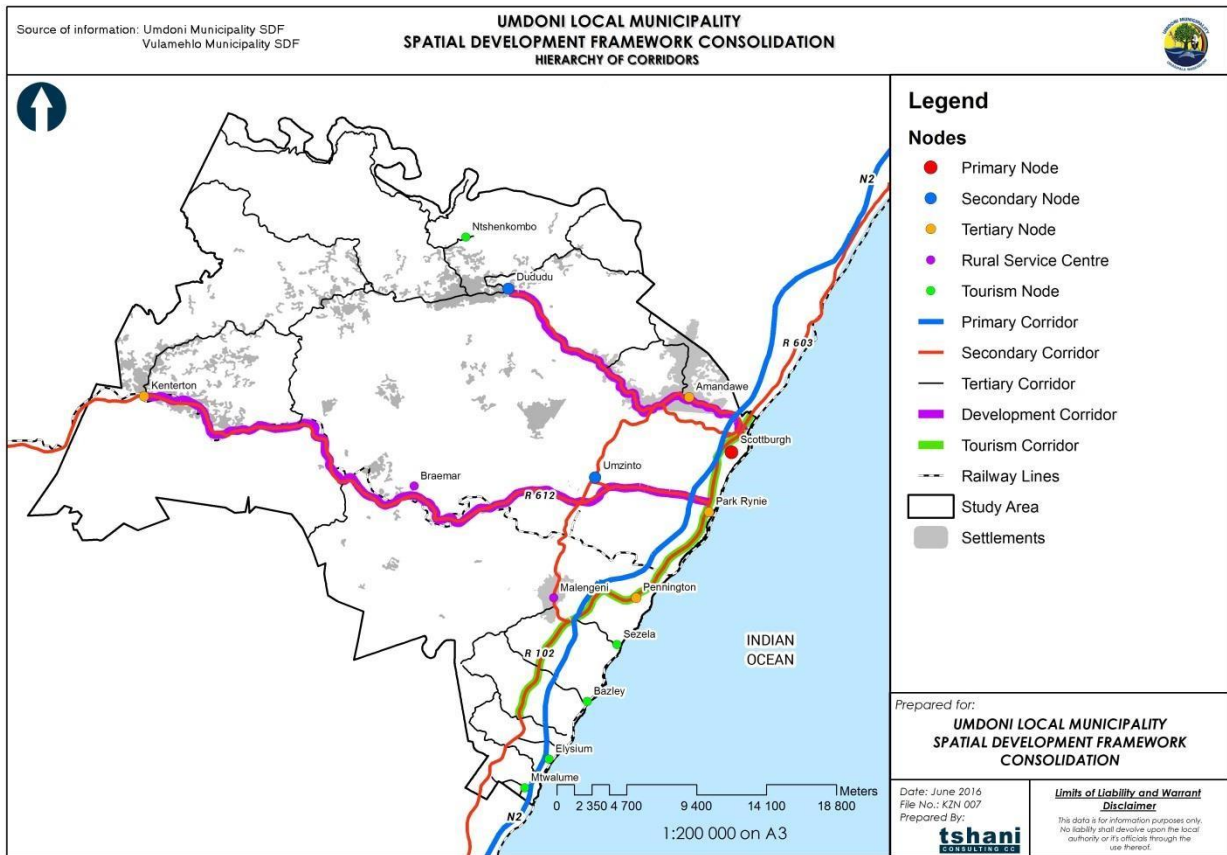 Source of information: Umdoni Municipality SDF
Vulamehlo Municipality SDF
UMDONI LOCAL MUNICIPALITY
SPATIAL DEVELOPMENT FRAMEWORK CONSOLIDATION
HIERARCHY OF CORRIDORS
UMDONI MUNICIPALITY
N2
Ntshenkombo
Dududu
R 603
Kenterton
Amandawe
Scottburgh
Umzinto
Braemar
R 612
Park Rynie
Malengeni
Pennington
Sezela
INDIAN
OCEAN
R 102
Bazley
Elysium
Mtwalume
N2
Meters
0 2 350 4 700 9 400 14 100 18 800
1:200 000 on A3
Legend
Nodes
Primary Node
Secondary Node
Tertiary Node
Rural Service Centre
Tourism Node
Primary Corridor
Secondary Corridor
Tertiary Corridor
Development Corridor
Tourism Corridor
Railway Lines
Study Area
Settlements
Prepared for:
UMDONI LOCAL MUNICIPALITY
SPATIAL DEVELOPMENT FRAMEWORK
CONSOLIDATION
Date: June 2016
File No.: KZN 007
Prepared By:
tshani
CONSULTING CC
Limits of Liability and Warrant
Disclaimer
This data is for information purposes only.
No liability shall devolve upon the local
authority or it's officials through the
use thereof.